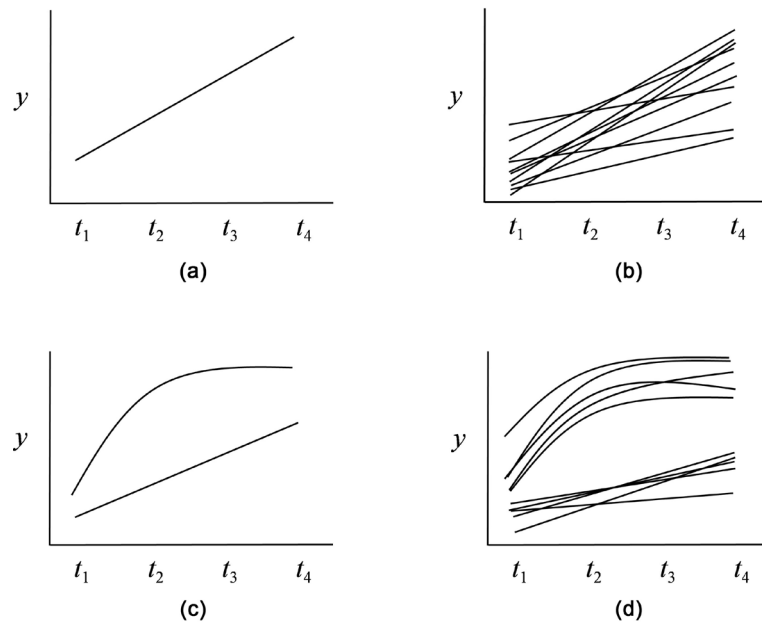 y
t₁ t₂ t₃ t₄
(a)
y
t₁ t₂ t₃ t₄
(b)
y
t₁ t₂ t₃ t₄
(c)
y
t₁ t₂ t₃ t₄
(d)